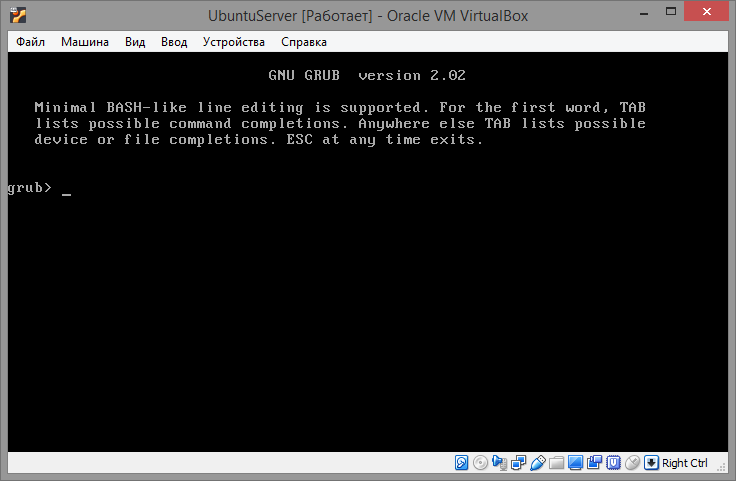 UbuntuServer [Работает] - Oracle VM VirtualBox
Файл Машина Вид Ввод Устройства Справка
GNU GRUB version 2.02
Minimal BASH-like line editing is supported. For the first word, TAB
lists possible command completions. Anywhere else TAB lists possible
device or file completions. ESC at any time exits.
grub> _
Right Ctrl